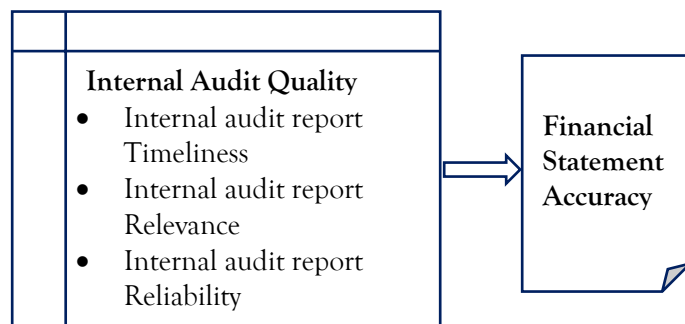 Internal Audit Quality
• Internal audit report
Timeliness
• Internal audit report
Relevance
• Internal audit report
Reliability
Financial
Statement
Accuracy